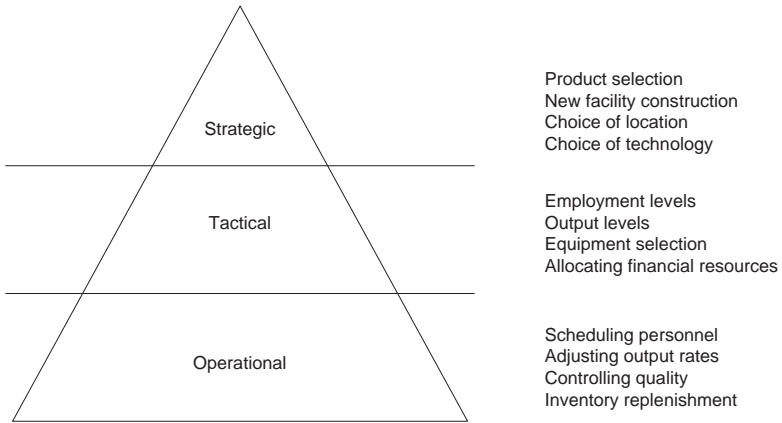 Strategic
Product selection
New facility construction
Choice of location
Choice of technology
Tactical
Employment levels
Output levels
Equipment selection
Allocating financial resources
Operational
Scheduling personnel
Adjusting output rates
Controlling quality
Inventory replenishment